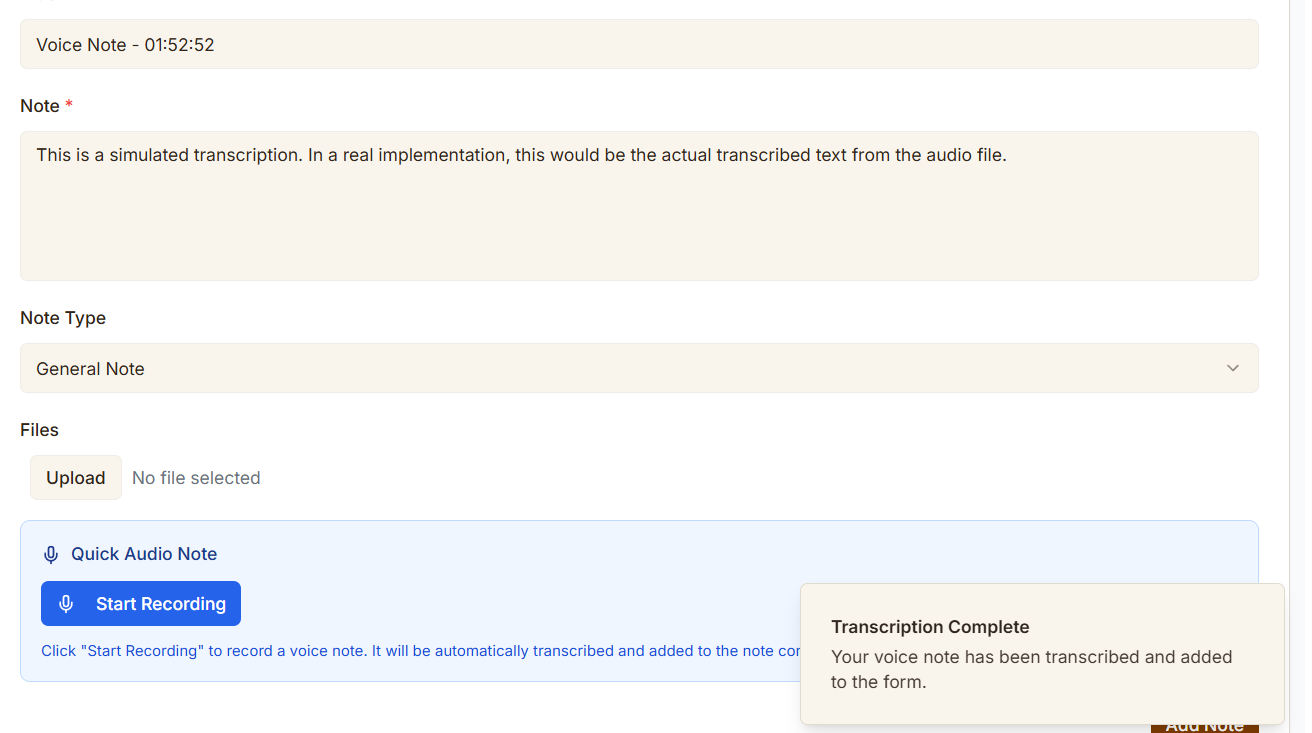 Voice Note - 01:52:52
Note *
This is a simulated transcription. In a real implementation, this would be the actual transcribed text from the audio file.
Note Type
General Note
Files
Upload No file selected
Quick Audio Note
Start Recording
Click "Start Recording" to record a voice note. It will be automatically transcribed and added to the note
Transcription Complete
Your voice note has been transcribed and added
to the form.
Add Note